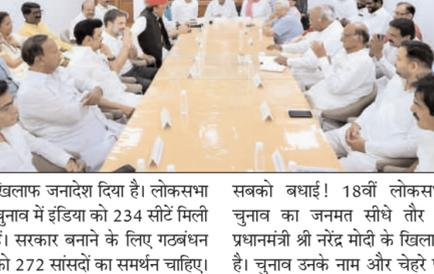 खिलाफ जनादेश दिया है। लोकसभा
चुनाव में इंडिया को 234 सीटें मिली
हैं। सरकार बनाने के लिए गठबंधन
को 272 सांसदों का समर्थन चाहिए।
सबको बधाई! 18वीं लोकसभा
चुनाव का जनमत सीधे तौर
प्रधानमंत्री श्री नरेंद्र मोदी के खिला
है। चुनाव उनके नाम और चेहरे